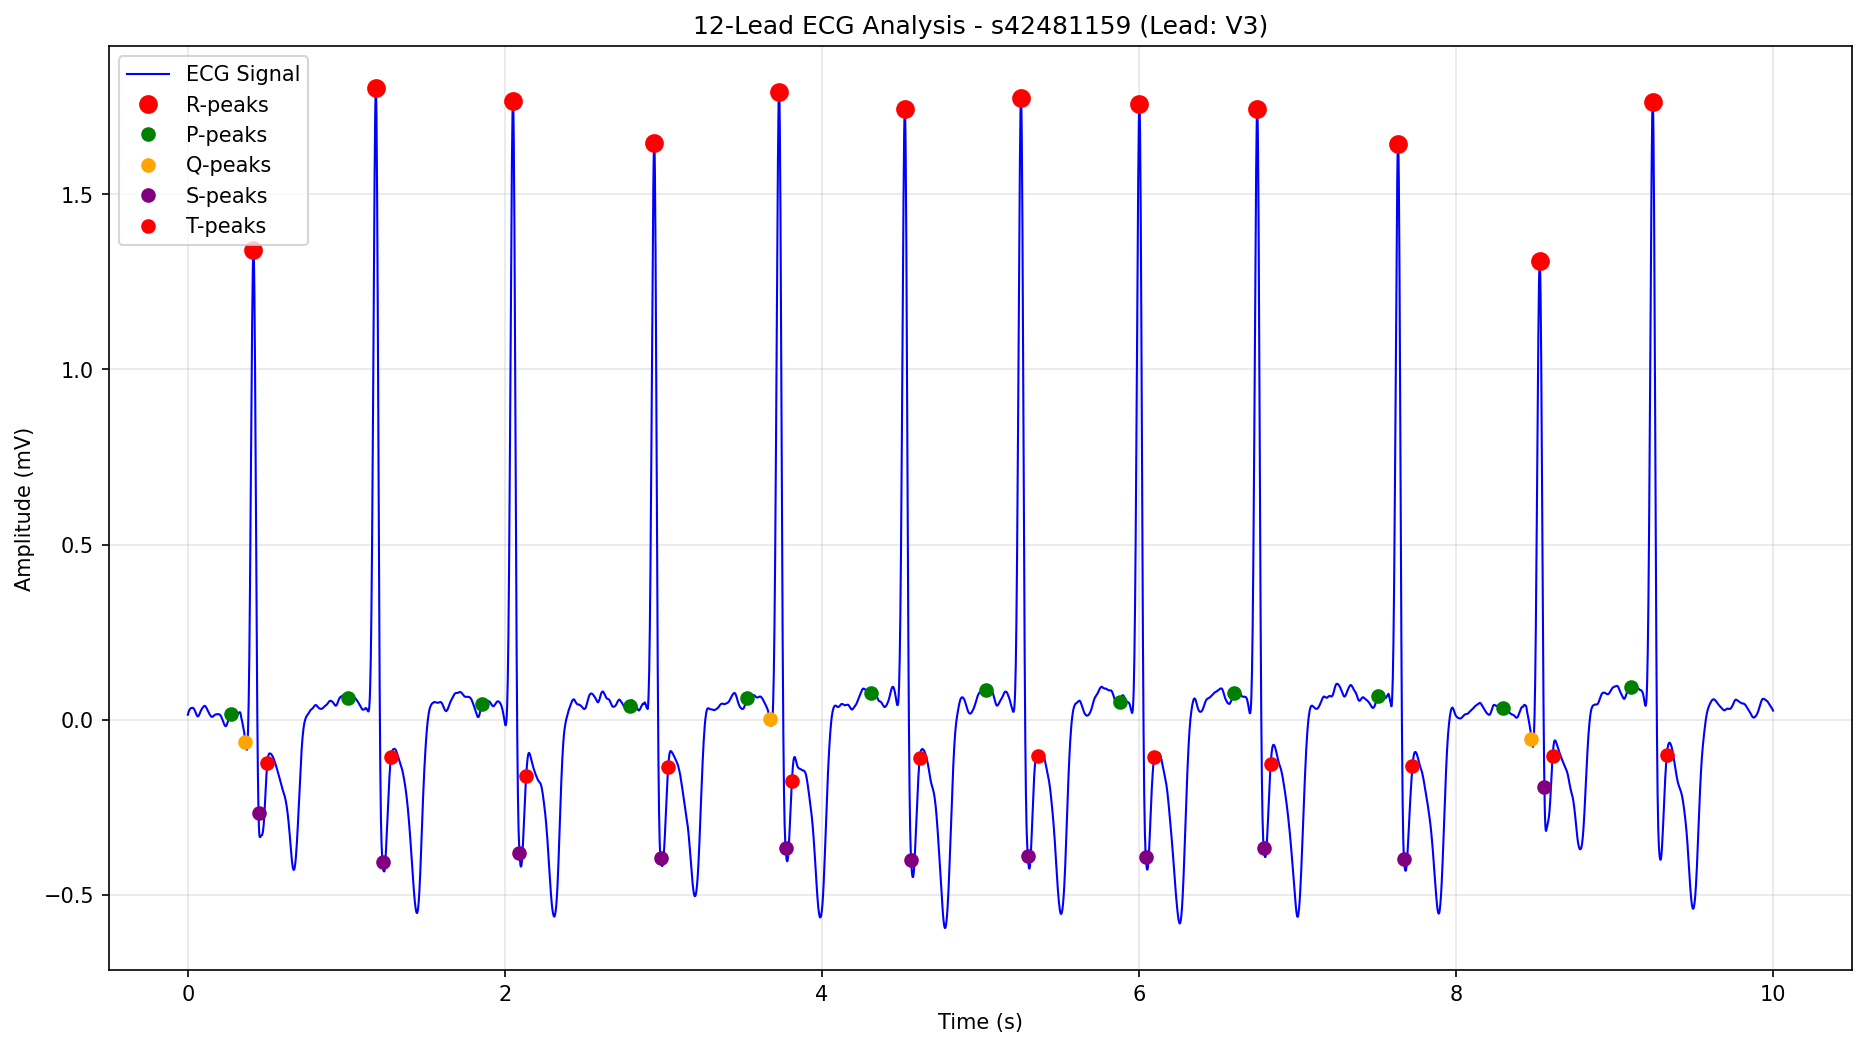 12-Lead ECG Analysis - s42481159 (Lead: V3)
ECG Signal
R-peaks
P-peaks
Q-peaks
S-peaks
T-peaks
Amplitude (mV)
1.5
1.0
0.5
0.0
−0.5
0 2 4 6 8 10
Time (s)